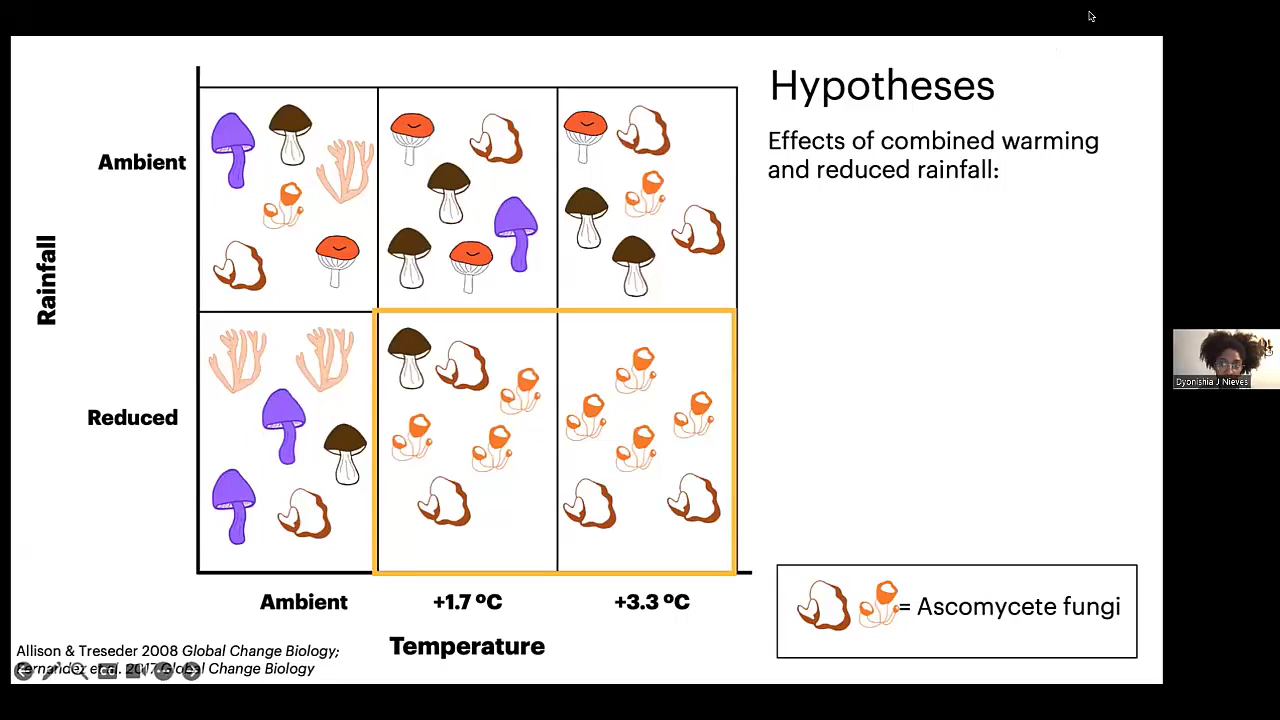 Hypotheses
Effects of combined warming
and reduced rainfall:
Rainfall
Ambient
Reduced
Ambient
+1.7 ºC
+3.3 ºC
Temperature
= Ascomycete fungi
Allison & Treseder 2008 Global Change Biology;
Fernandez et al. 2017 Global Change Biology
Dyonishia J Nieves